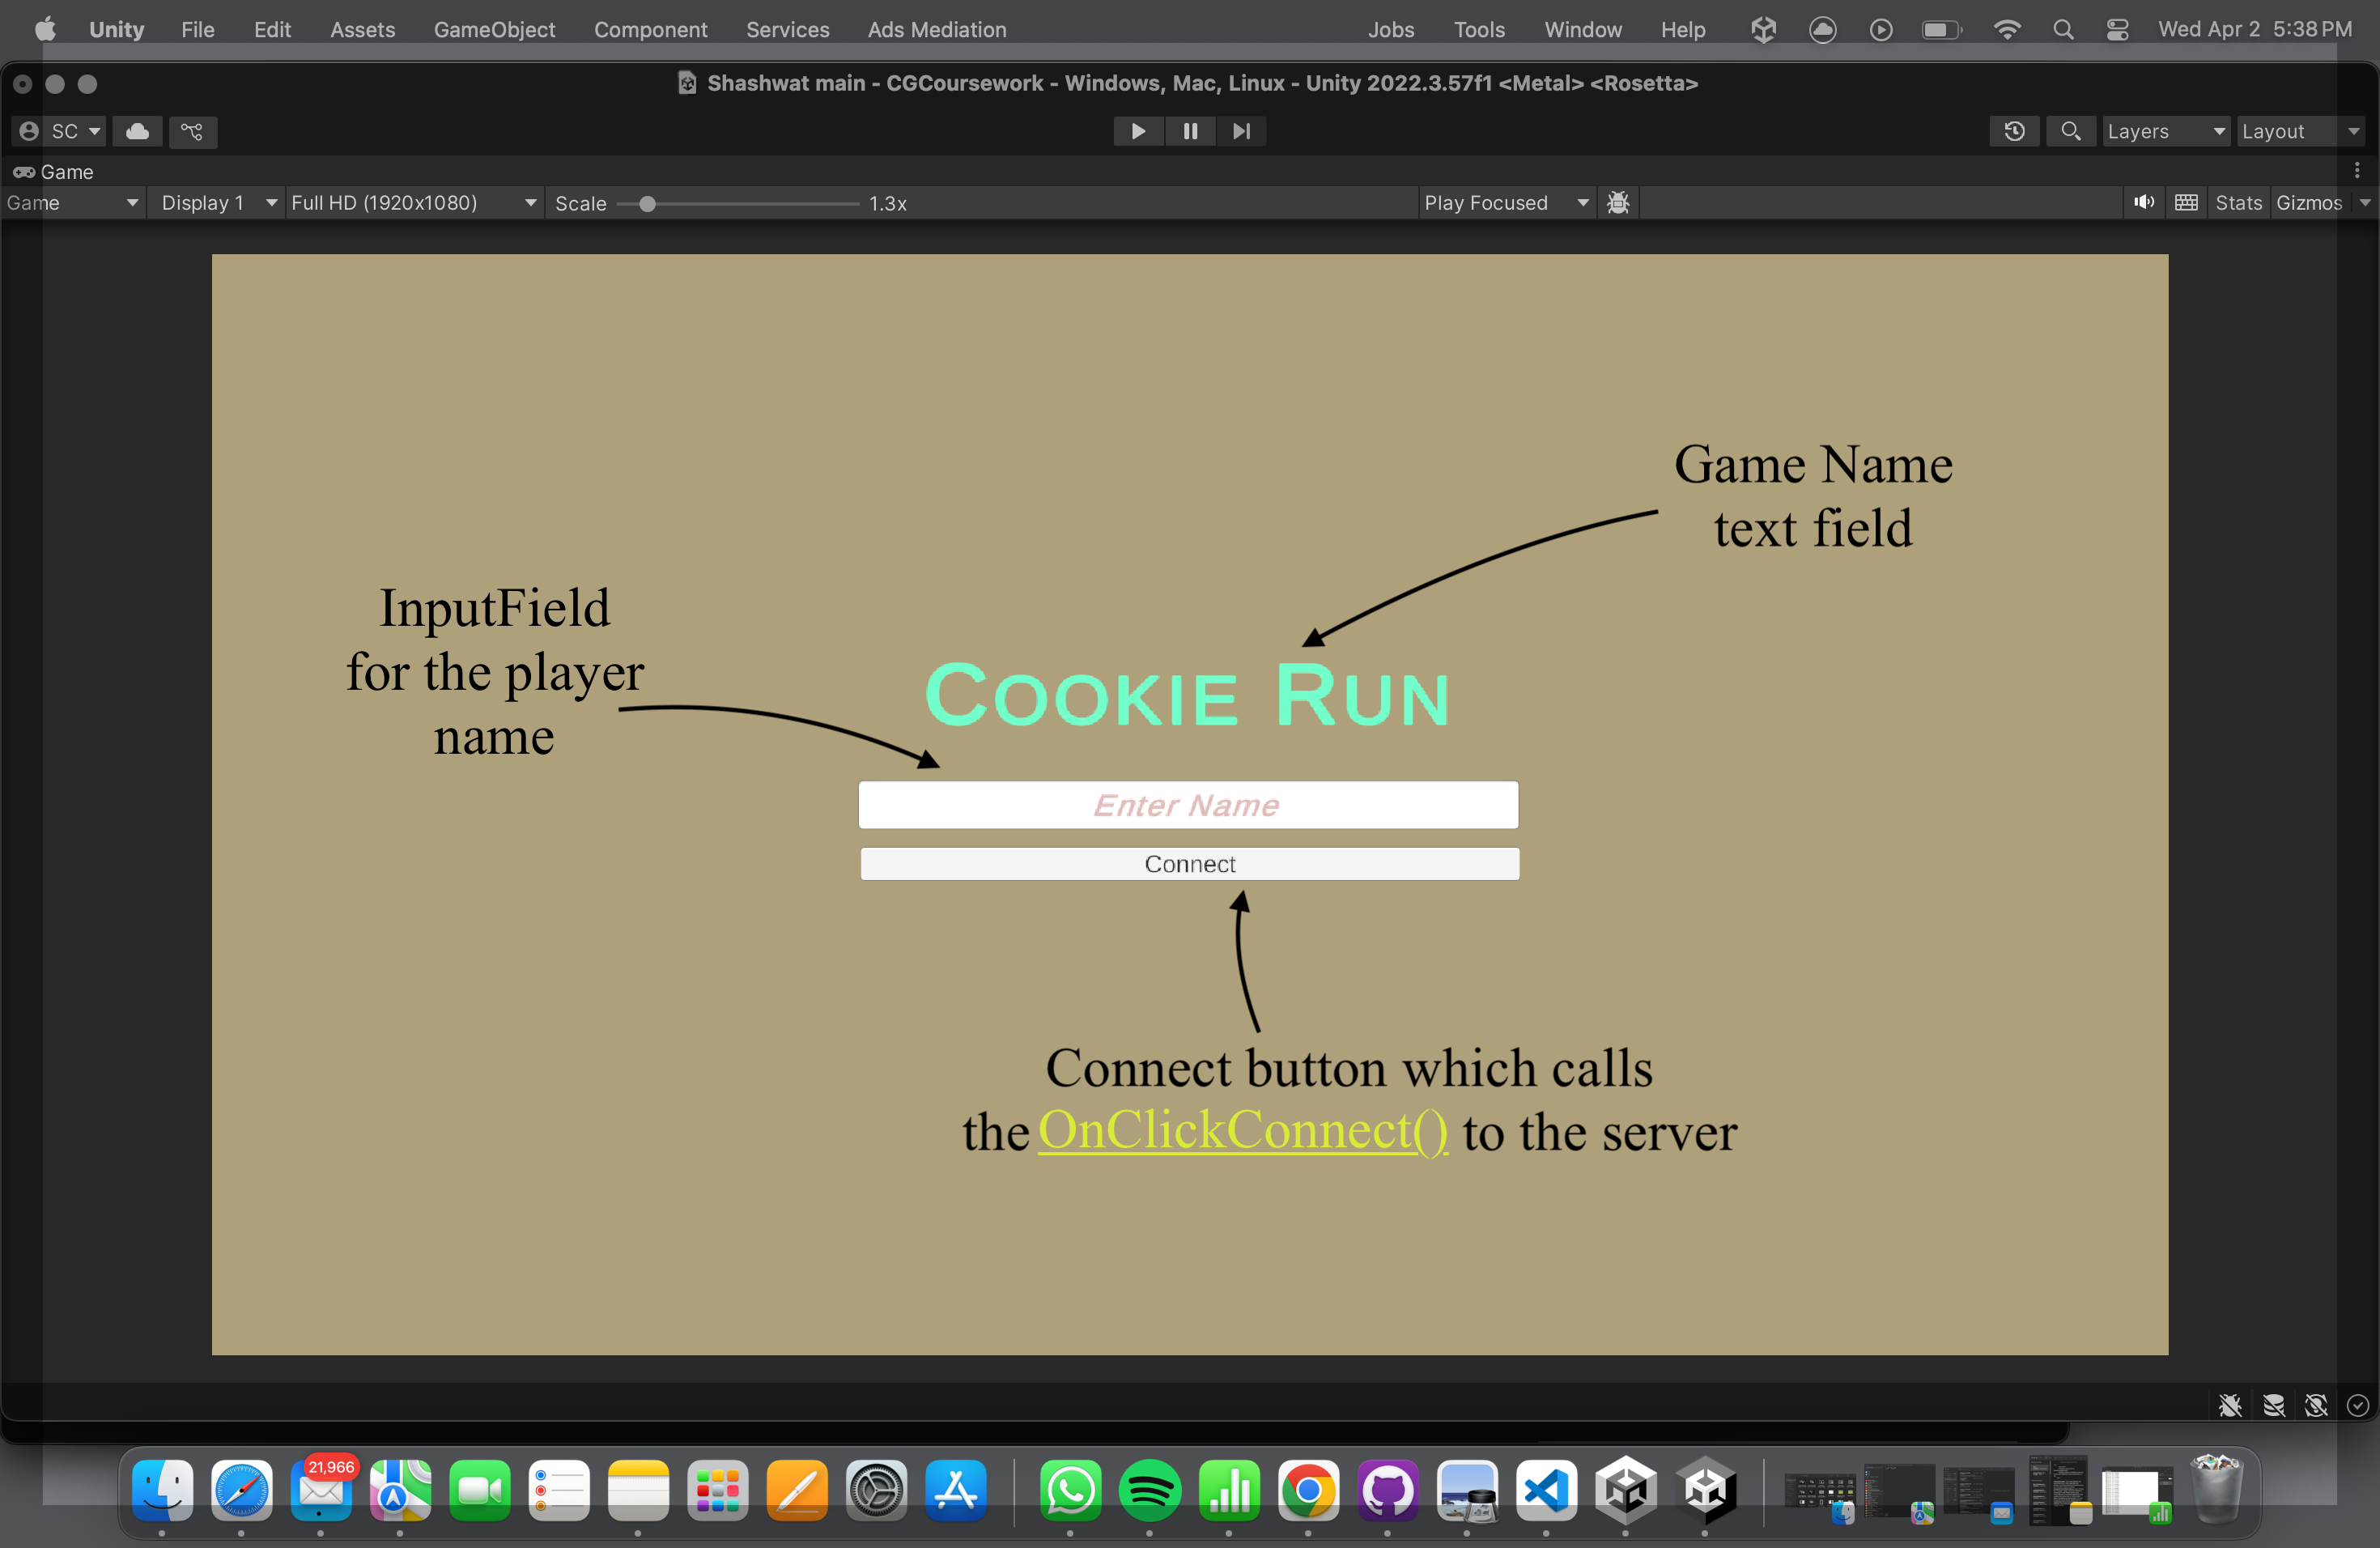 Unity File Edit Assets GameObject Component Services Ads Mediation Jobs Tools Window Help Wed Apr 2 5:38 PM
Shashwat main - CGCoursework - Windows, Mac, Linux - Unity 2022.3.57f1 <Metal> <Rosetta>
SC Layers Layout
Game
Game Display 1 Full HD (1920x1080) Scale 1.3x Play Focused Stats Gizmos
Game Name
text field
InputField
for the player
name
Cookie Run
Enter Name
Connect
Connect button which calls
the OnClickConnect() to the server
21,966